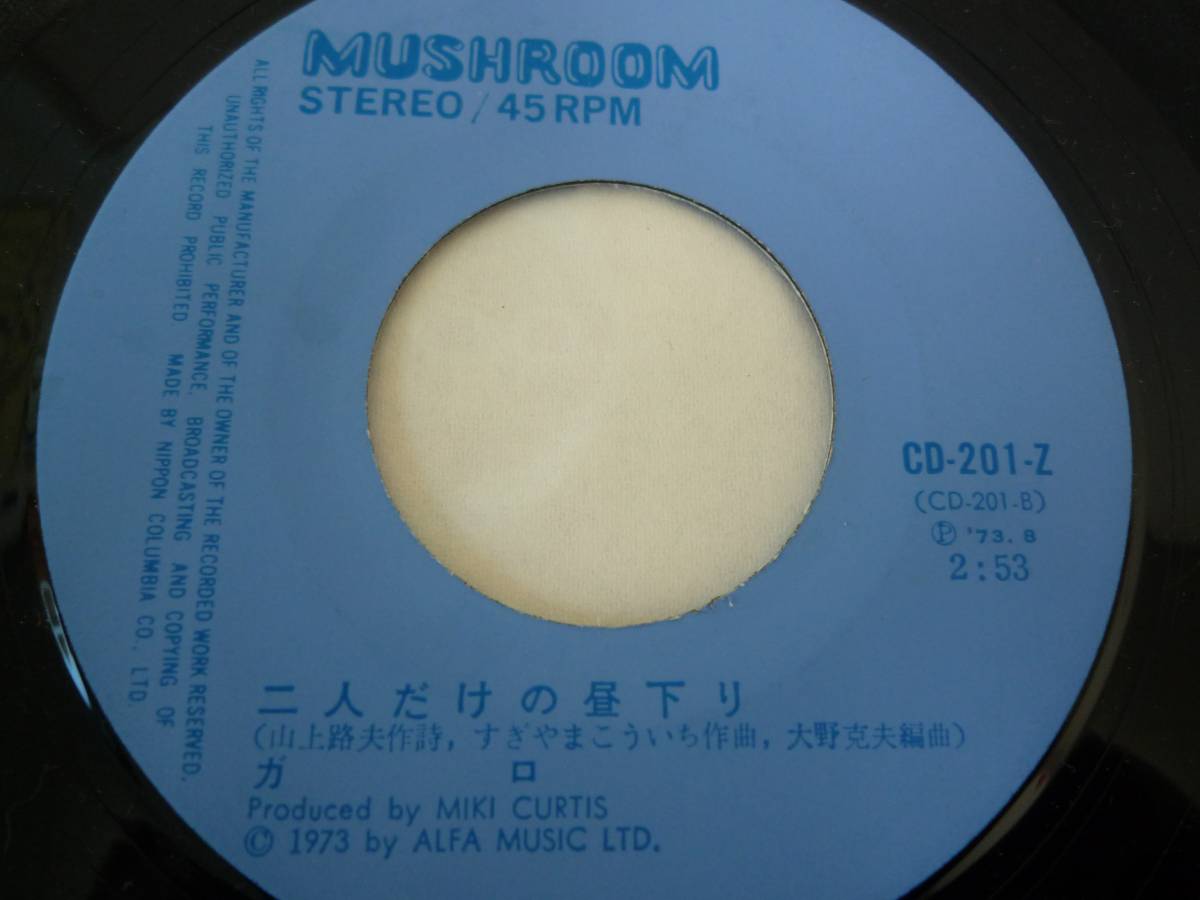 MUSHROOM
STEREO / 45 RPM
ALL RIGHTS OF THE MANUFACTURER AND OF THE OWNER OF THE RECORDED WORK RESERVED.
UNAUTHORIZED PUBLIC PERFORMANCE, BROADCASTING AND COPYING OF
THIS RECORD PROHIBITED MADE BY NIPPON COLUMBIA CO., LTD
CD-201-Z
(CD-201-B)
Ⓟ '73. 8
2:53
二人だけの昼下り
(山上路夫作詩, すぎやまこういち作曲, 大野克夫編曲)
ガロ
Produced by MIKI CURTIS
© 1973 by ALFA MUSIC LTD.